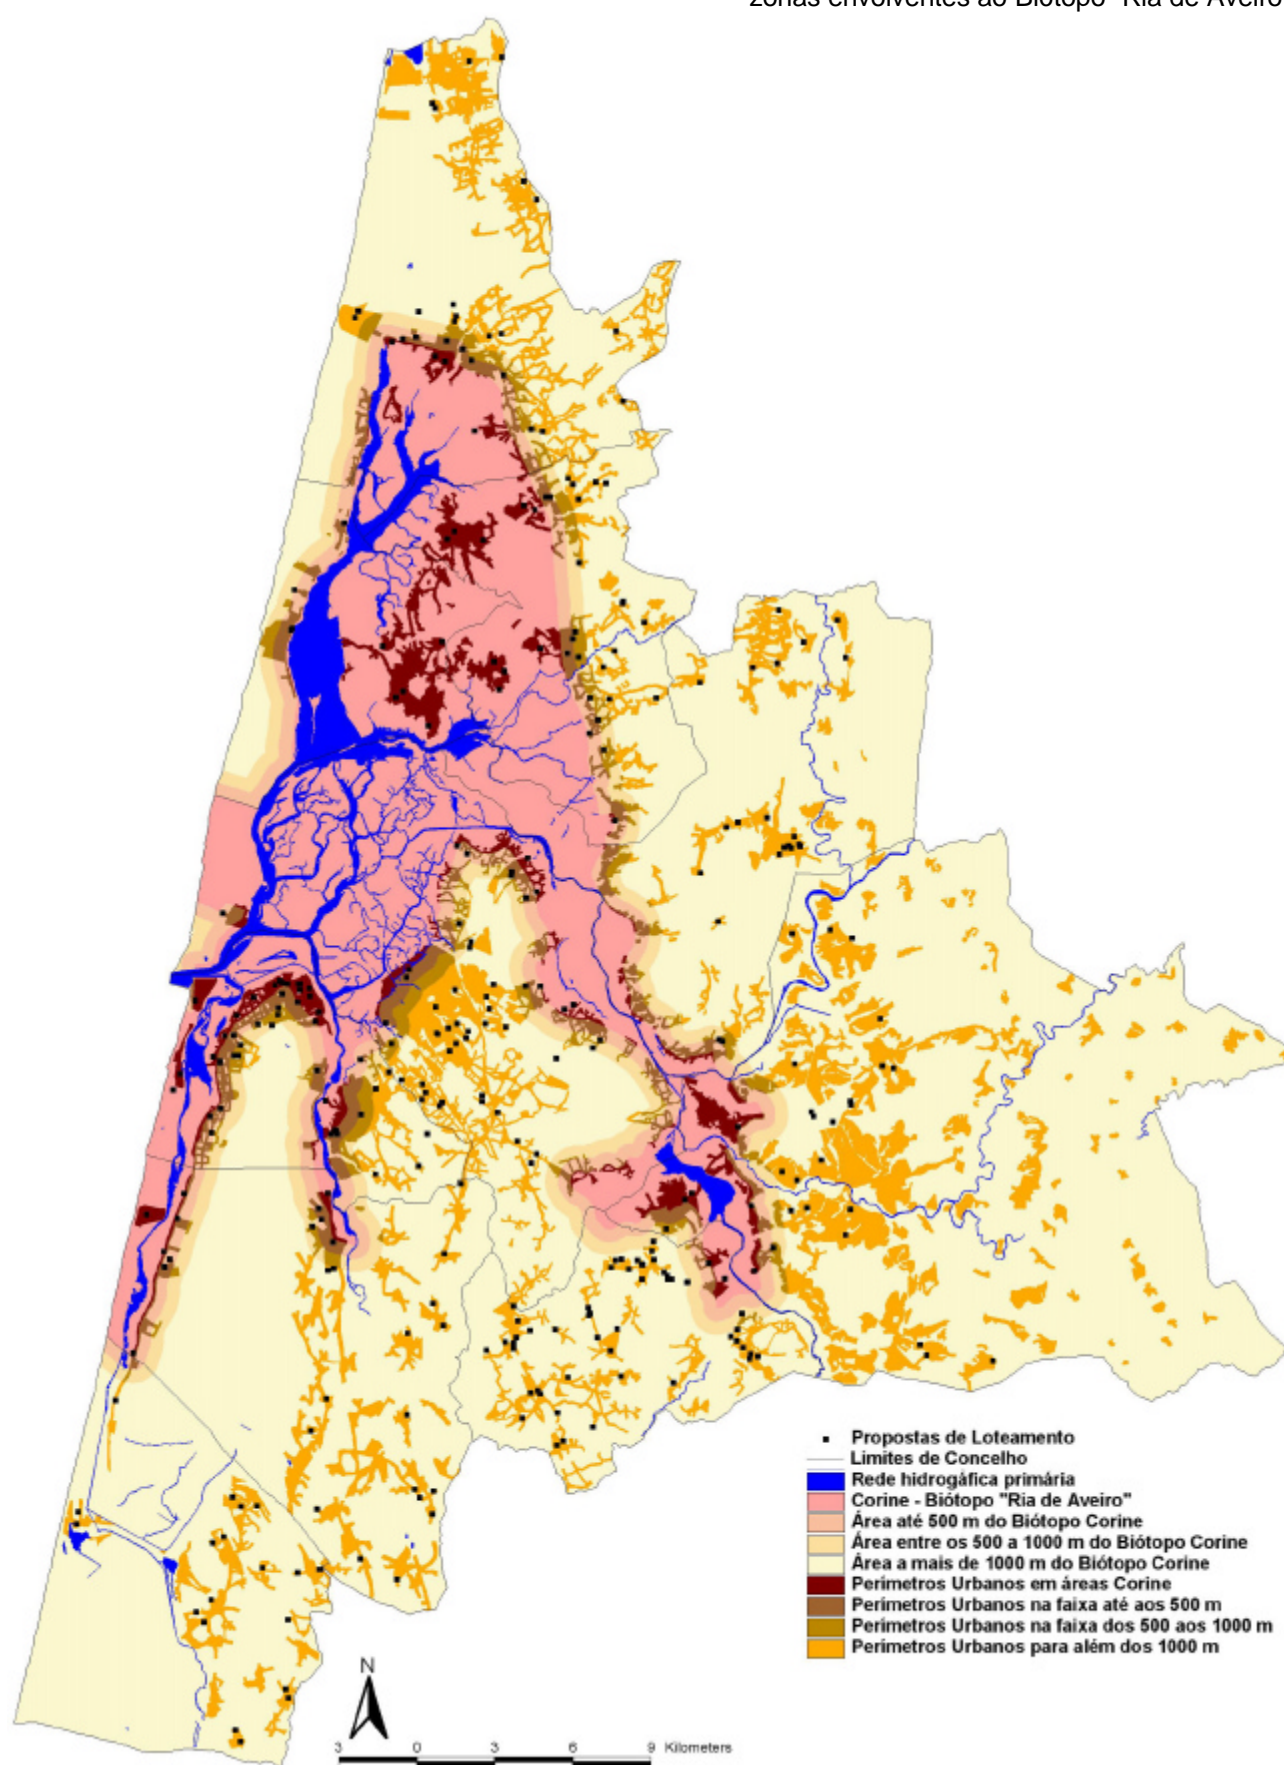 zonas envolventes ao Biótopo "Ria de Aveiro"
Propostas de Loteamento
Limites de Concelho
Rede hidrogáfica primária
Corine - Biótopo "Ria de Aveiro"
Área até 500 m do Biótopo Corine
Área entre os 500 a 1000 m do Biótopo Corine
Área a mais de 1000 m do Biótopo Corine
Perímetros Urbanos em áreas Corine
Perímetros Urbanos na faixa até aos 500 m
Perímetros Urbanos na faixa dos 500 aos 1000 m
Perímetros Urbanos para além dos 1000 m
N
3 0 3 6 9 Kilometers